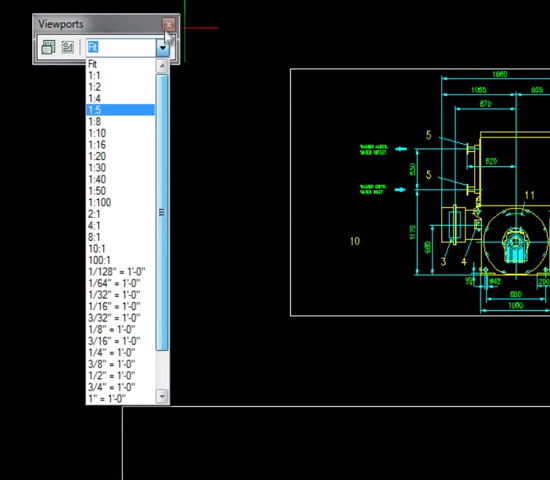 Viewports
Fit
Fit
1:1
1:2
1:4
1:5
1:8
1:10
1:16
1:20
1:30
1:40
1:50
1:100
2:1
4:1
8:1
10:1
100:1
1/128" = 1'-0"
1/64" = 1'-0"
1/32" = 1'-0"
1/16" = 1'-0"
3/32" = 1'-0"
1/8" = 1'-0"
3/16" = 1'-0"
1/4" = 1'-0"
3/8" = 1'-0"
1/2" = 1'-0"
3/4" = 1'-0"
1" = 1'-0"
1055
870
5
820
530
5
11
10
1170
680
3
4
1000